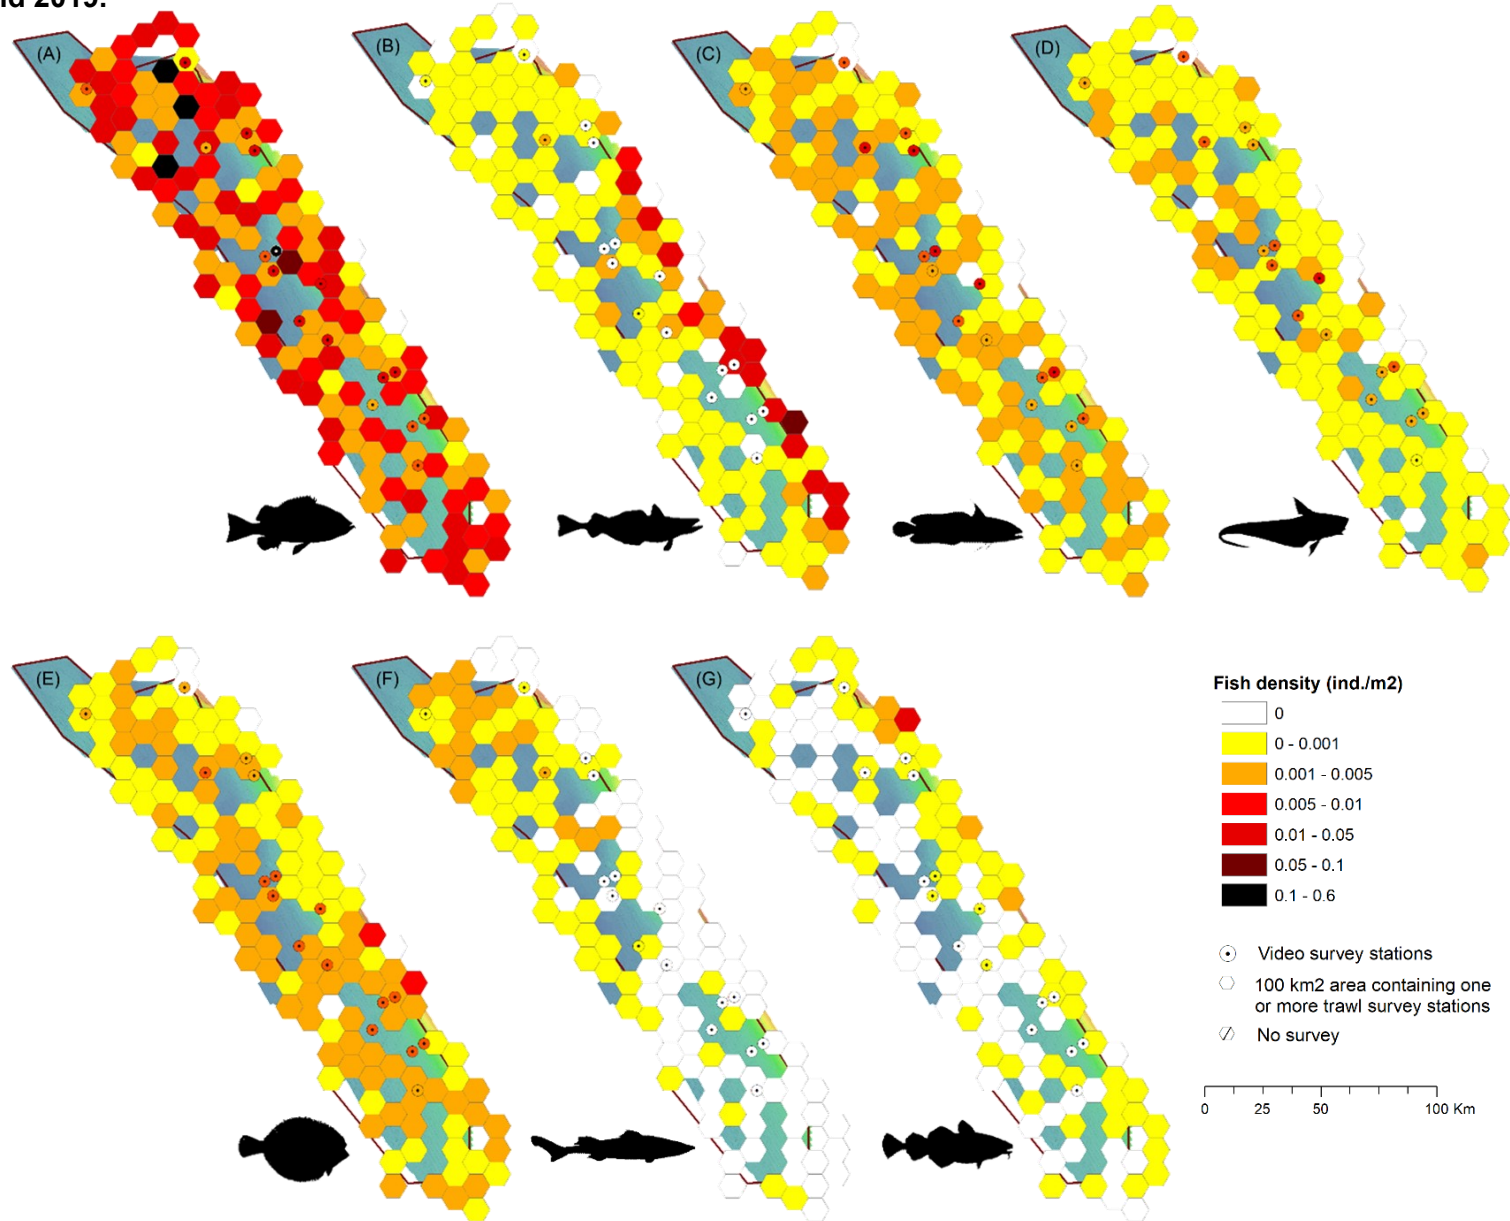 nd 2019.
(A)
(B)
(C)
(D)
(E)
(F)
(G)
Fish density (ind./m2)
0
0 - 0.001
0.001 - 0.005
0.005 - 0.01
0.01 - 0.05
0.05 - 0.1
0.1 - 0.6
Video survey stations
100 km2 area containing one
or more trawl survey stations
No survey
0 25 50 100 Km